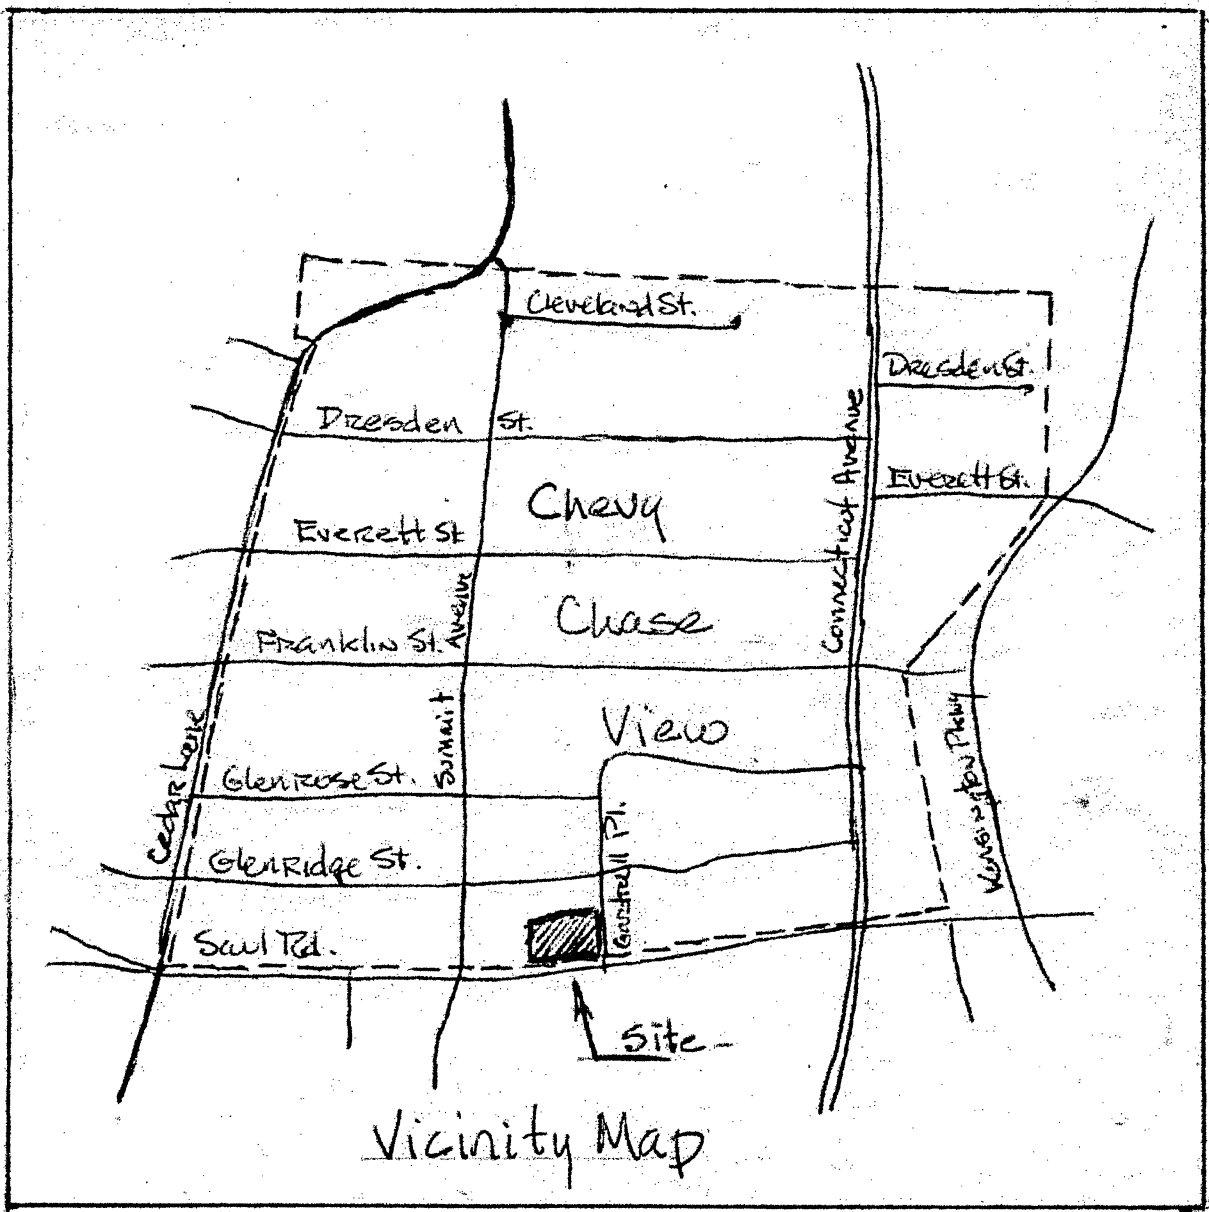 Cleveland St.
Dresden St.
Dresden St.
Connecticut Avenue
Everett St.
Chevy
Everett St
Avenue
Chase
Franklin St.
Summit
View
Kensington Pkwy
Cedar Lane
Glenrose St.
Pl.
Glenridge St.
Saul Rd.
Site
Vicinity Map